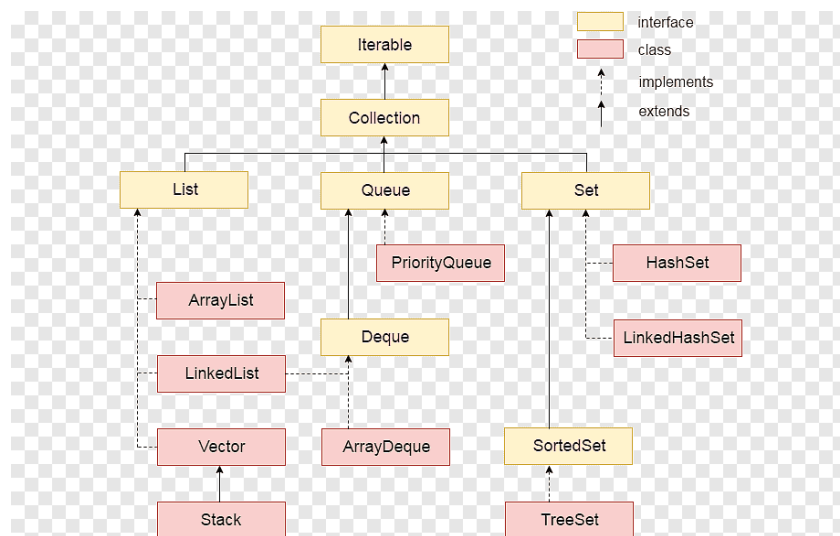 interface
Iterable
class
implements
extends
Collection
List
Queue
Set
PriorityQueue
HashSet
ArrayList
Deque
LinkedHashSet
LinkedList
Vector
ArrayDeque
SortedSet
Stack
TreeSet